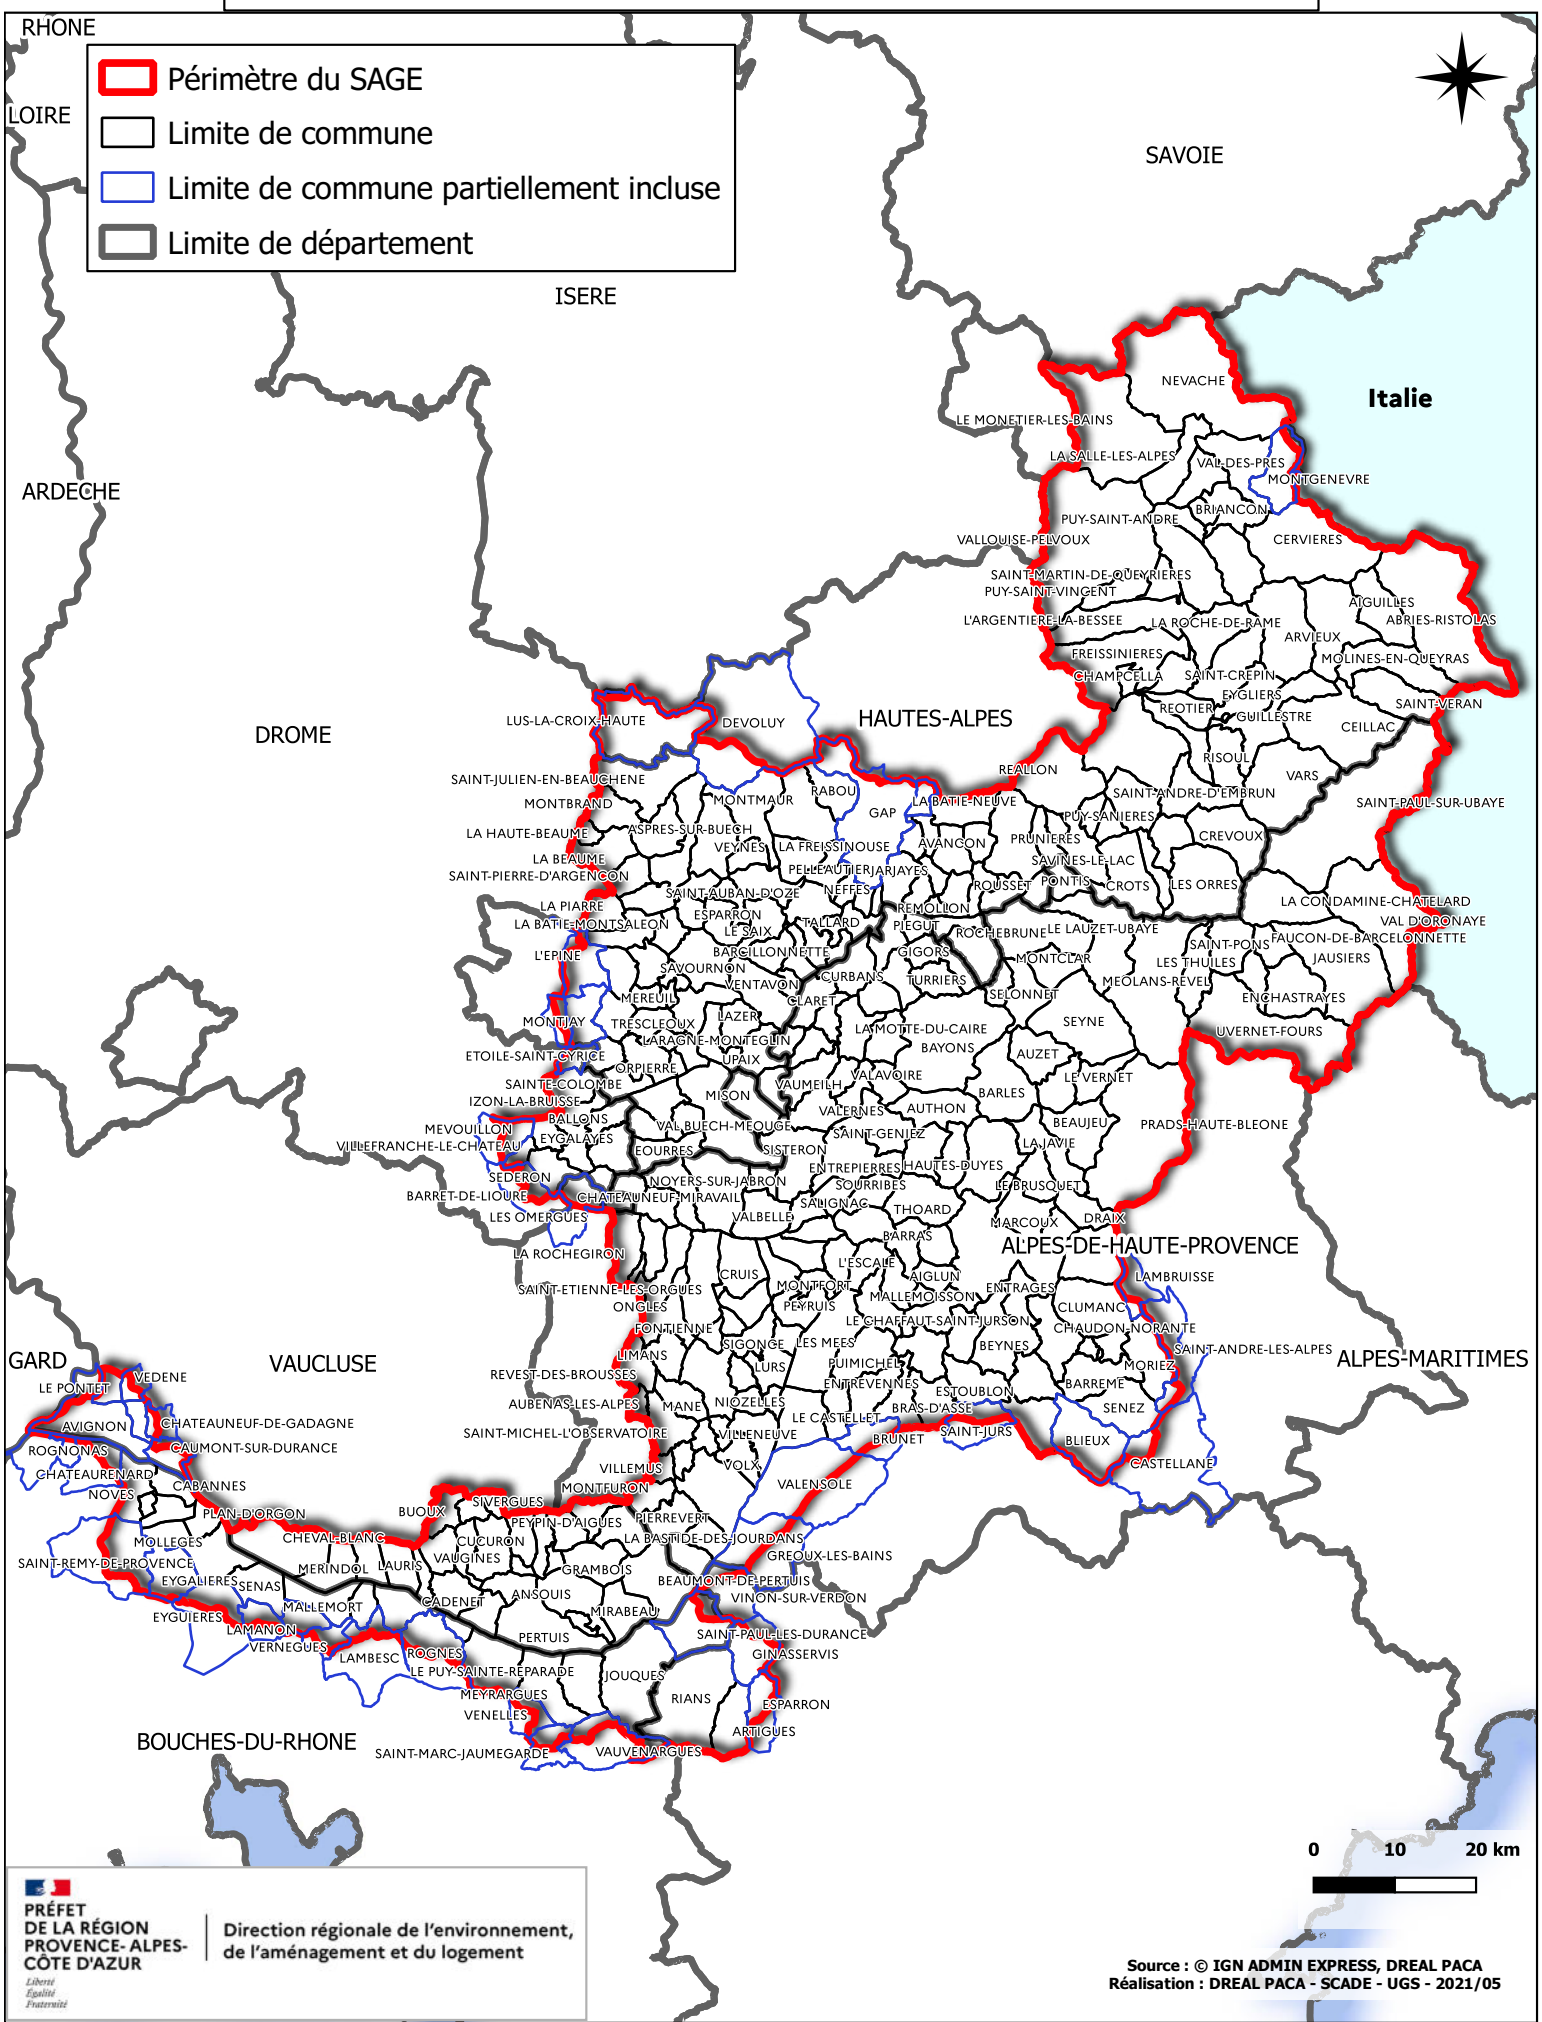 RHONE
Périmètre du SAGE
LOIRE
Limite de commune
SAVOIE
Limite de commune partiellement incluse
Limite de département
ISERE
NEVACHE
Italie
LE MONETIER-LES-BAINS
LA SALLE-LES-ALPES
VAL-DES-PRES
MONTGENEVRE
ARDECHE
BRIANCON
PUY-SAINT-ANDRE
VALLOUISE-PELVOUX
CERVIERES
SAINT-MARTIN-DE-QUEYRIERES
PUY-SAINT-VINCENT
AIGUILLES
L'ARGENTIERE-LA-BESSEE
LA ROCHE-DE-RAME
ABRIES-RISTOLAS
ARVIEUX
FREISSINIERES
MOLINES-EN-QUEYRAS
CHAMPCELLA
SAINT-CREPIN
EYGLIERS
SAINT-VERAN
REOTIER
GUILLESTRE
LUS-LA-CROIX-HAUTE
DEVOLUY
HAUTES-ALPES
CEILLAC
DROME
RISOUL
REALLON
VARS
SAINT-JULIEN-EN-BEAUCHENE
RABOU
SAINT-ANDRE-D'EMBRUN
MONTBRAND
MONTMAUR
LA BATIE-NEUVE
SAINT-PAUL-SUR-UBAYE
GAP
PUY-SANIERES
LA HAUTE-BEAUME
ASPRES-SUR-BUECH
CREVOUX
VEYNES
LA FREISSINOUSE
AVANCON
PRUNIERES
LA BEAUME
SAVINES-LE-LAC
SAINT-PIERRE-D'ARGENCON
PELLEAUTIER
JARJAYES
ROUSSET
PONTIS
CROTS
LES ORRES
SAINT-AUBAN-D'OZE
NEFFES
LA PIARRE
ESPARRON
REMOLLON
LA CONDAMINE-CHATELARD
LA BATIE-MONTSALEON
LE SAIX
TALLARD
PIEGUT
ROCHEBRUNE
LE LAUZET-UBAYE
VAL D'ORONAYE
L'EPINE
BARCILLONNETTE
GIGORS
MONTCLAR
SAINT-PONS
FAUCON-DE-BARCELONNETTE
SAVOURNON
LES THUILES
JAUSIERS
VENTAVON
CURBANS
TURRIERS
MEOLANS-REVEL
MEREUIL
CLARET
SELONNET
ENCHASTRAYES
MONTJAY
TRESCLEOUX
LAZER
LA MOTTE-DU-CAIRE
SEYNE
UVERNET-FOURS
LARAGNE-MONTEGLIN
BAYONS
AUZET
ETOILE-SAINT-CYRICE
ORPIERRE
UPAIX
VALAVOIRE
LE VERNET
SAINTE-COLOMBE
VAUMEILH
BARLES
IZON-LA-BRUISSE
MISON
VALERNES
AUTHON
BALLONS
BEAUJEU
MEVOUILLON
VAL BUECH-MEOUGE
SAINT-GENIEZ
PRADS-HAUTE-BLEONE
VILLEFRANCHE-LE-CHATEAU
EYGALAYES
EOURRES
SISTERON
LA JAVIE
SEDERON
ENTREPIERRES
HAUTES-DUYES
NOYERS-SUR-JABRON
SOURRIBES
LE BRUSQUET
BARRET-DE-LIOURE
CHATEAUNEUF-MIRAVAIL
SALIGNAC
THOARD
LES OMERGUES
VALBELLE
MARCOUX
DRAIX
BARRAS
ALPES-DE-HAUTE-PROVENCE
LA ROCHEGIRON
L'ESCALE
CRUIS
AIGLUN
LAMBRUISSE
SAINT-ETIENNE-LES-ORGUES
MONTFORT
MALLEMOISSON
ENTRAGES
ONGLES
PEYRUIS
CLUMANC
FONTIENNE
LE CHAFFAUT-SAINT-JURSON
CHAUDON-NORANTE
GARD
VAUCLUSE
LIMANS
SIGONCE
LES MEES
BEYNES
SAINT-ANDRE-LES-ALPES
ALPES-MARITIMES
LURS
PUIMICHEL
MORIEZ
VEDENE
REVEST-DES-BROUSSES
ENTREVENNES
BARREME
LE PONTET
ESTOUBLON
AUBENAS-LES-ALPES
MANE
NIOZELLES
BRAS-D'ASSE
SENEZ
AVIGNON
CHATEAUNEUF-DE-GADAGNE
LE CASTELLET
SAINT-MICHEL-L'OBSERVATOIRE
VILLENEUVE
BRUNET
SAINT-JURS
BLIEUX
ROGNONAS
CAUMONT-SUR-DURANCE
VILLEMUS
VOLX
CASTELLANE
CHATEAURENARD
CABANNES
MONTFURON
VALENSOLE
NOVES
PLAN-D'ORGON
BUOUX
SIVERGUES
PEYPIN-D'AIGUES
PIERREVERT
MOLLEGES
CHEVAL-BLANC
CUCURON
LA BASTIDE-DES-JOURDANS
SAINT-REMY-DE-PROVENCE
MERINDOL
LAURIS
VAUGINES
GRAMBOIS
GREOUX-LES-BAINS
EYGALIERES
SENAS
BEAUMONT-DE-PERTUIS
MALLEMORT
CADENET
ANSOUIS
VINON-SUR-VERDON
EYGUIERES
MIRABEAU
LAMANON
PERTUIS
SAINT-PAUL-LES-DURANCE
VERNEGUES
LAMBESC
ROGNES
GINASSERVIS
LE PUY-SAINTE-REPARADE
JOUQUES
MEYRARGUES
RIANS
ESPARRON
VENELLES
BOUCHES-DU-RHONE
ARTIGUES
SAINT-MARC-JAUMEGARDE
VAUVENARGUES
0 10 20 km
PRÉFET
DE LA RÉGION
PROVENCE- ALPES-
CÔTE D'AZUR
Liberté
Égalité
Fraternité
Direction régionale de l'environnement,
de l'aménagement et du logement
Source : © IGN ADMIN EXPRESS, DREAL PACA
Réalisation : DREAL PACA - SCADE - UGS - 2021/05